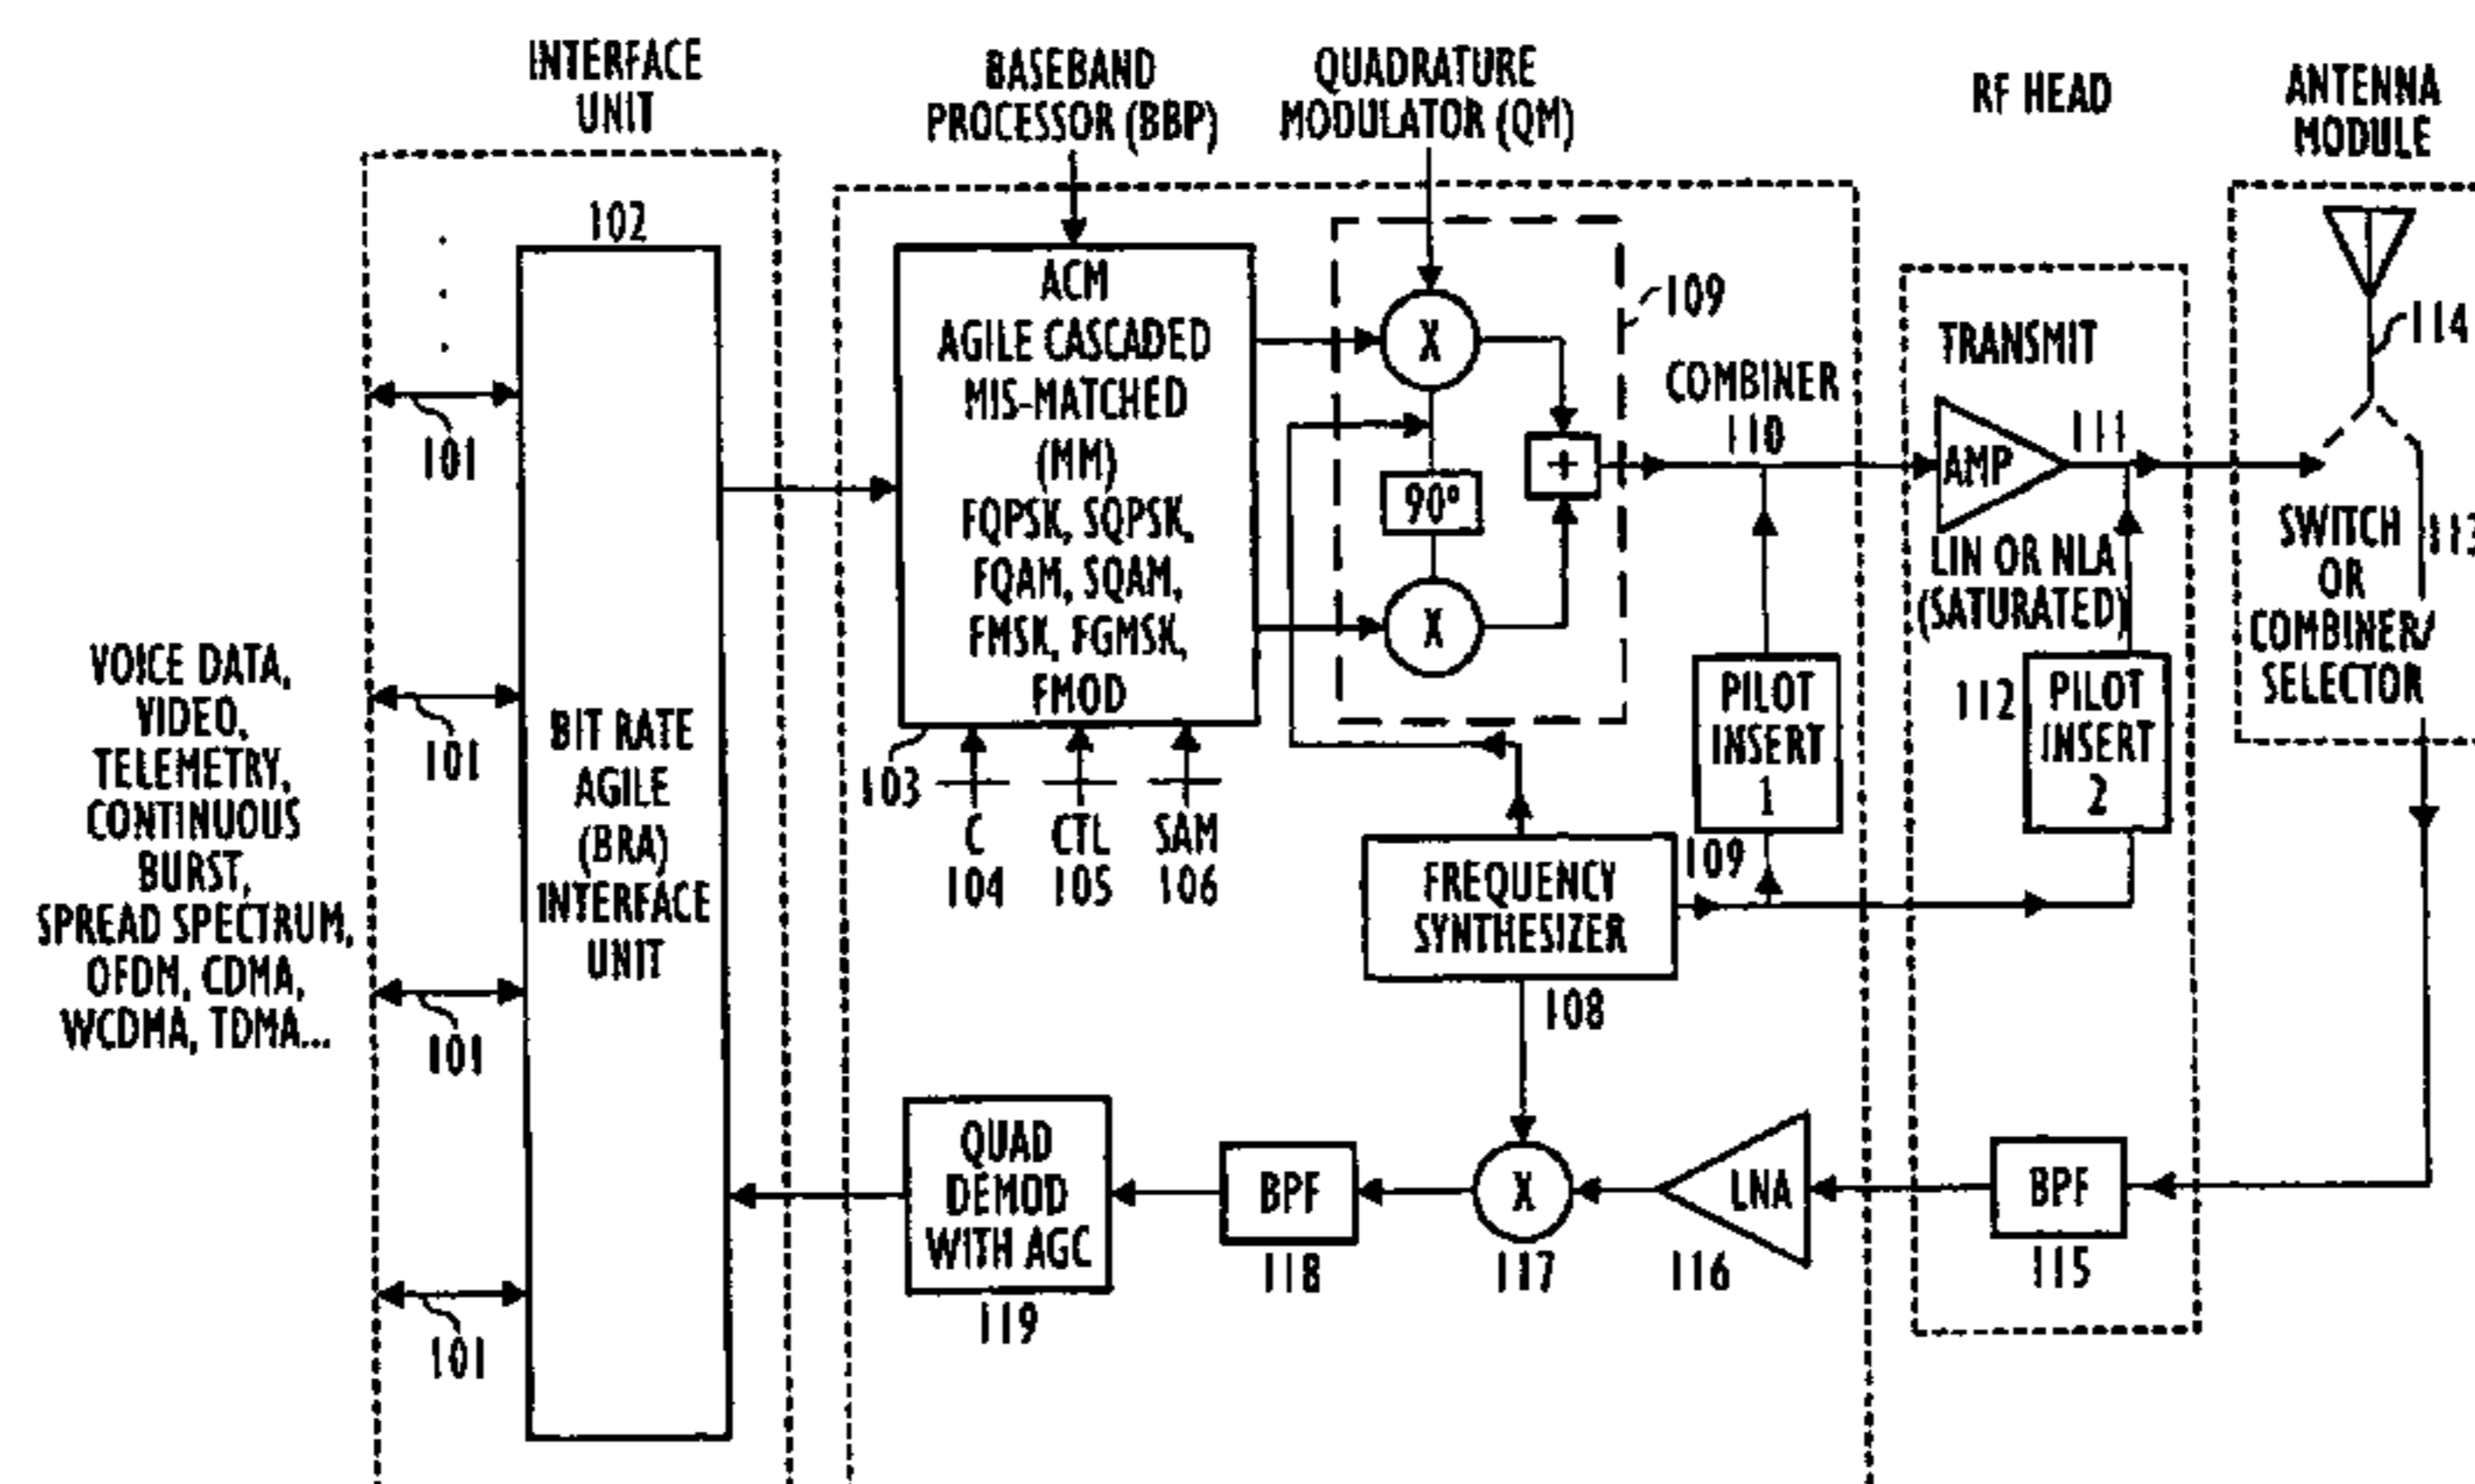 INTERFACE
UNIT
BASEBAND
PROCESSOR (BBP)
QUADRATURE
MODULATOR (QM)
RF HEAD
ANTENNA
MODULE
102
101
101
101
101
VOICE DATA,
VIDEO,
TELEMETRY,
CONTINUOUS
BURST,
SPREAD SPECTRUM,
OFDM, CDMA,
WCDMA, TDMA...
BIT RATE
AGILE
(BRA)
INTERFACE
UNIT
ACM
AGILE CASCADED
MIS-MATCHED
(MM)
FQPSK, SQPSK,
FQAM, SQAM,
FMSK, FGMSK,
FMOD
103
C
104
CTL
105
SAM
106
X
90°
X
+
109
COMBINER
110
TRANSMIT
AMP
111
LIN OR NLA
(SATURATED)
114
SWITCH
OR
COMBINER/
SELECTOR
113
PILOT
INSERT
1
109
112
PILOT
INSERT
2
FREQUENCY
SYNTHESIZER
108
QUAD
DEMOD
WITH AGC
119
BPF
118
X
117
LNA
116
BPF
115